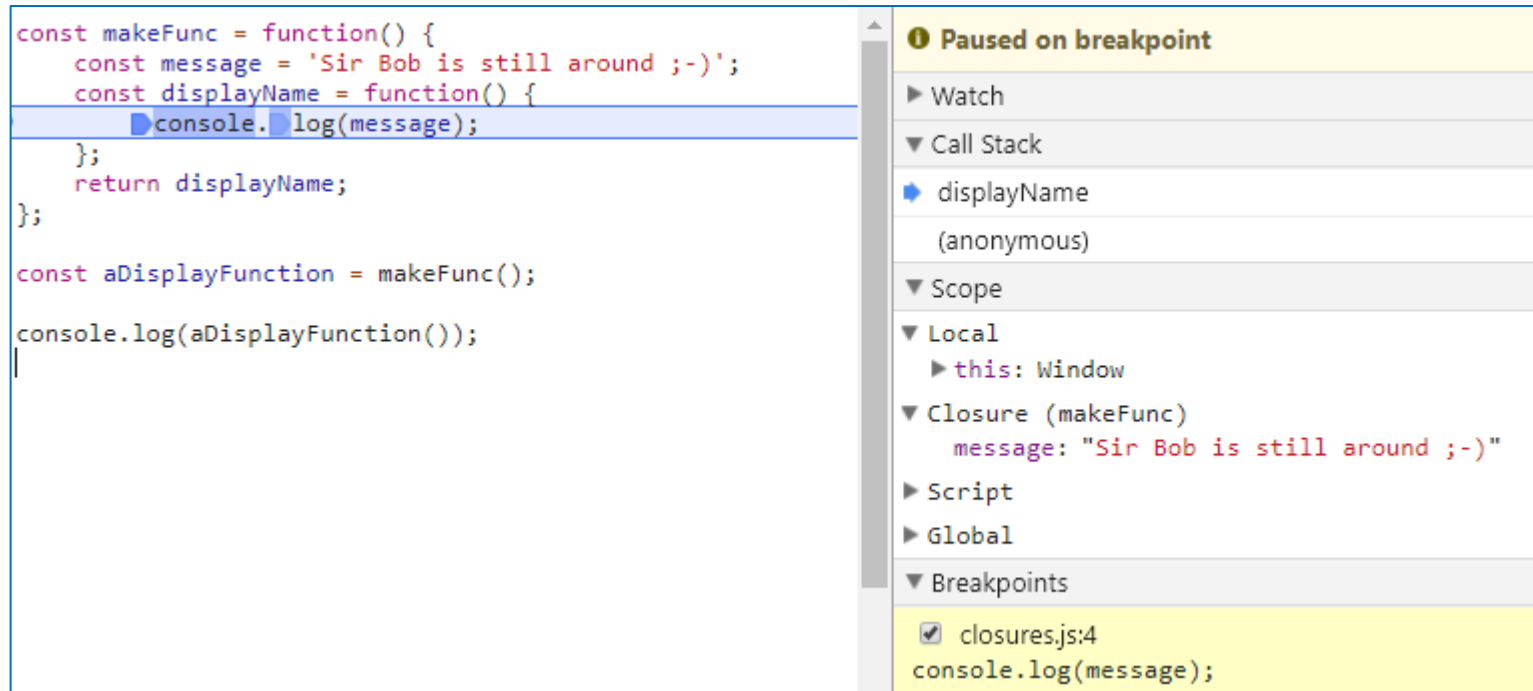 const makeFunc = function() {
    const message = 'Sir Bob is still around ;-)';
    const displayName = function() {
        console.log(message);
    };
    return displayName;
};

const aDisplayFunction = makeFunc();

console.log(aDisplayFunction());
Paused on breakpoint
Watch
Call Stack
displayName
(anonymous)
Scope
Local
this: Window
Closure (makeFunc)
message: "Sir Bob is still around ;-)"
Script
Global
Breakpoints
closures.js:4
console.log(message);